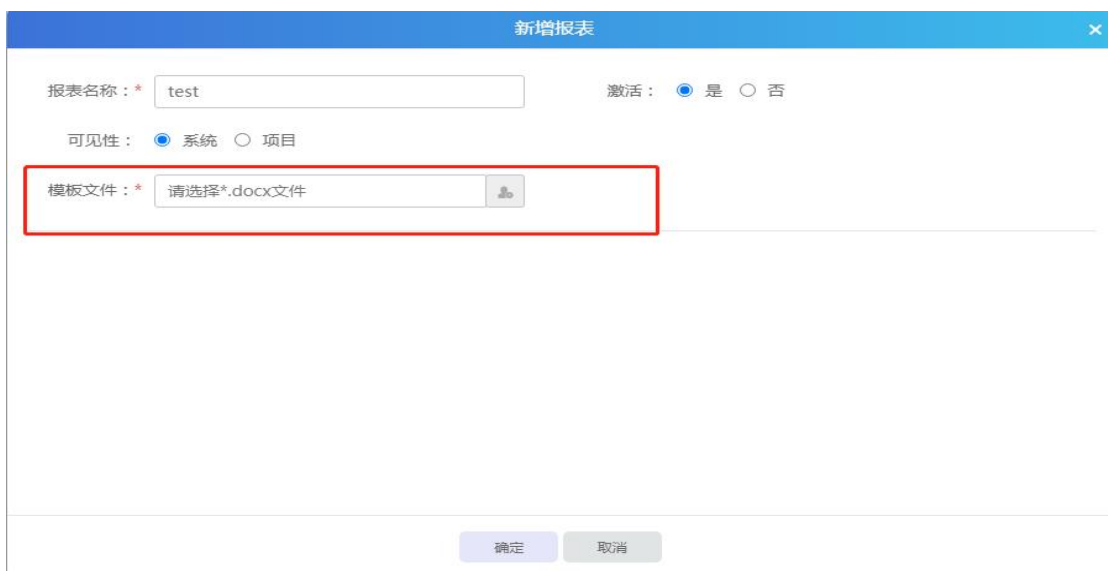 新增报表
报表名称：* test 激活： 是 否
可见性： 系统 项目
模板文件：* 请选择*.docx文件
确定 取消